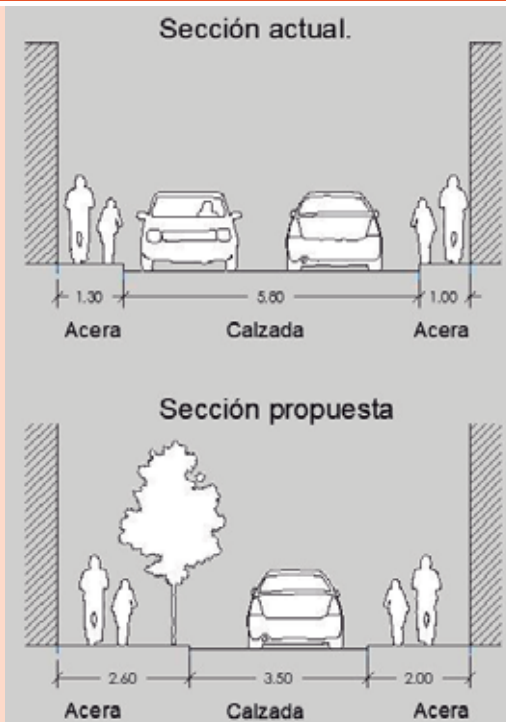 Sección actual.
1.30 5.80 1.00
Acera Calzada Acera
Sección propuesta
2.60 3.50 2.00
Acera Calzada Acera